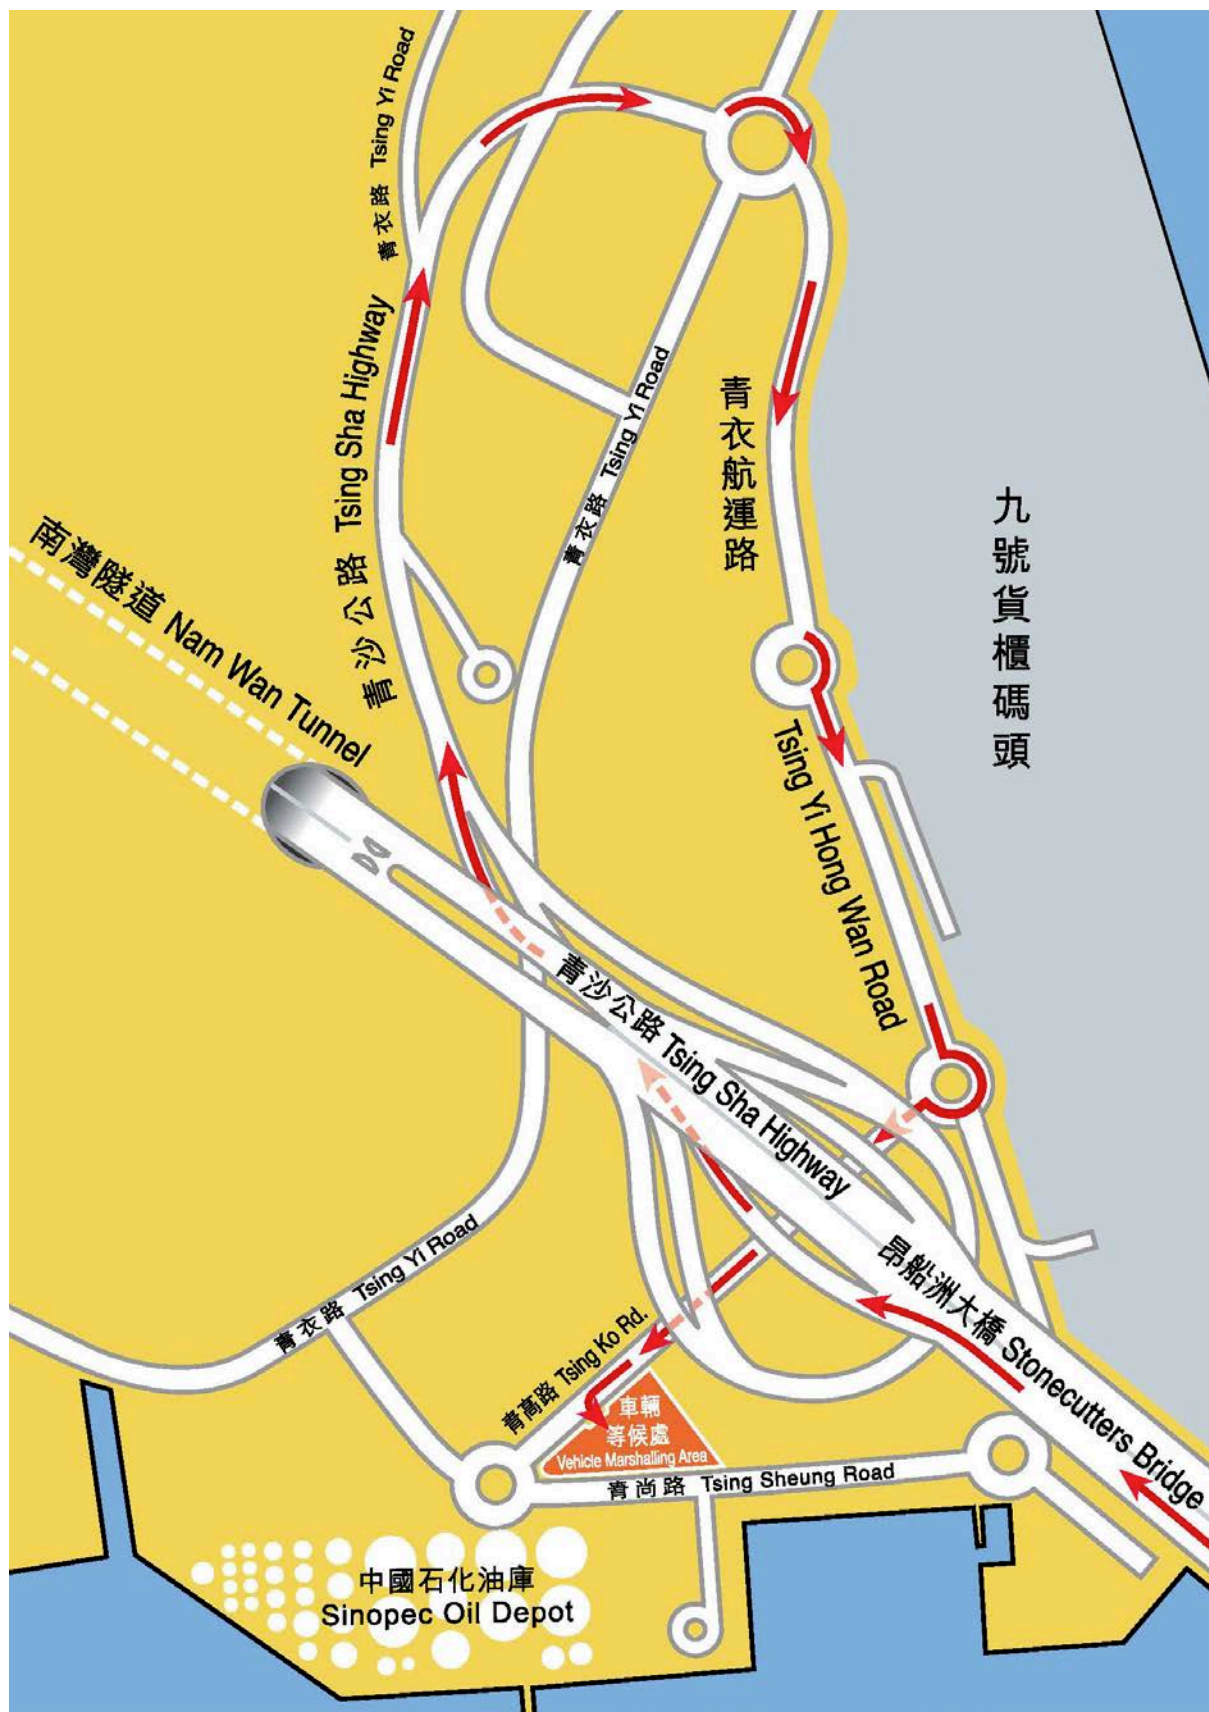 青衣路 Tsing Yi Road
青沙公路 Tsing Sha Highway
青衣路 Tsing Yi Road
青衣航運路
九號貨櫃碼頭
南灣隧道 Nam Wan Tunnel
Tsing Yi Hong Wan Road
青沙公路 Tsing Sha Highway
昂船洲大橋 Stonecutters Bridge
青衣路 Tsing Yi Road
青高路 Tsing Ko Rd.
車輛
等候處
Vehicle Marshalling Area
青尚路 Tsing Sheung Road
中國石化油庫
Sinopec Oil Depot